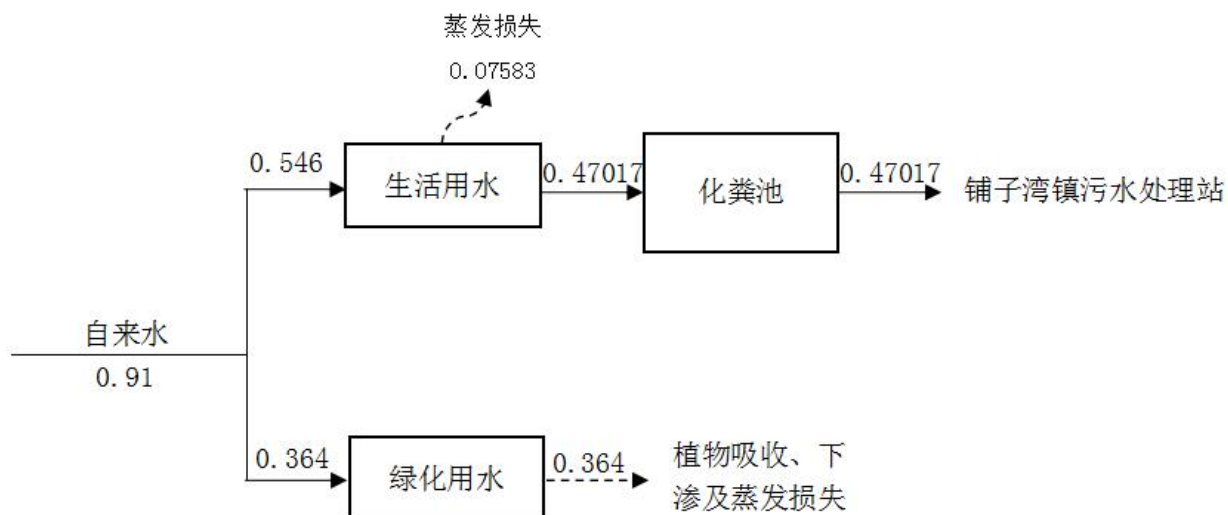 蒸发损失
0.07583
0.546
生活用水
0.47017
化粪池
0.47017
铺子湾镇污水处理站
自来水
0.91
0.364
绿化用水
0.364
植物吸收、下
渗及蒸发损失